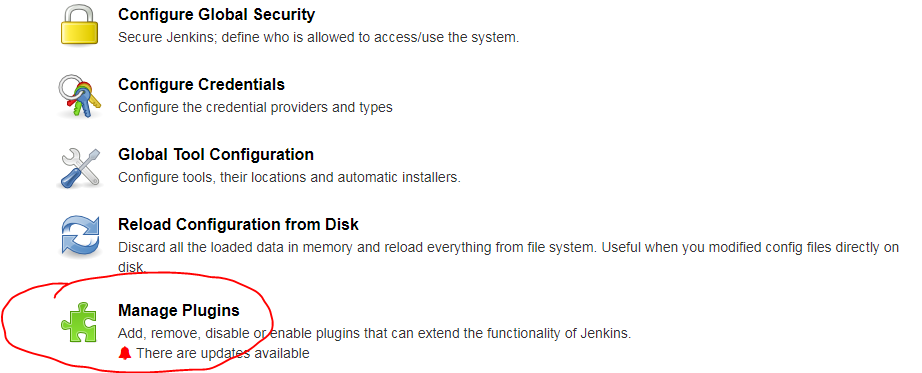 Configure Global Security
Secure Jenkins; define who is allowed to access/use the system.
Configure Credentials
Configure the credential providers and types
Global Tool Configuration
Configure tools, their locations and automatic installers.
Reload Configuration from Disk
Discard all the loaded data in memory and reload everything from file system. Useful when you modified config files directly on
disk.
Manage Plugins
Add, remove, disable or enable plugins that can extend the functionality of Jenkins.
There are updates available